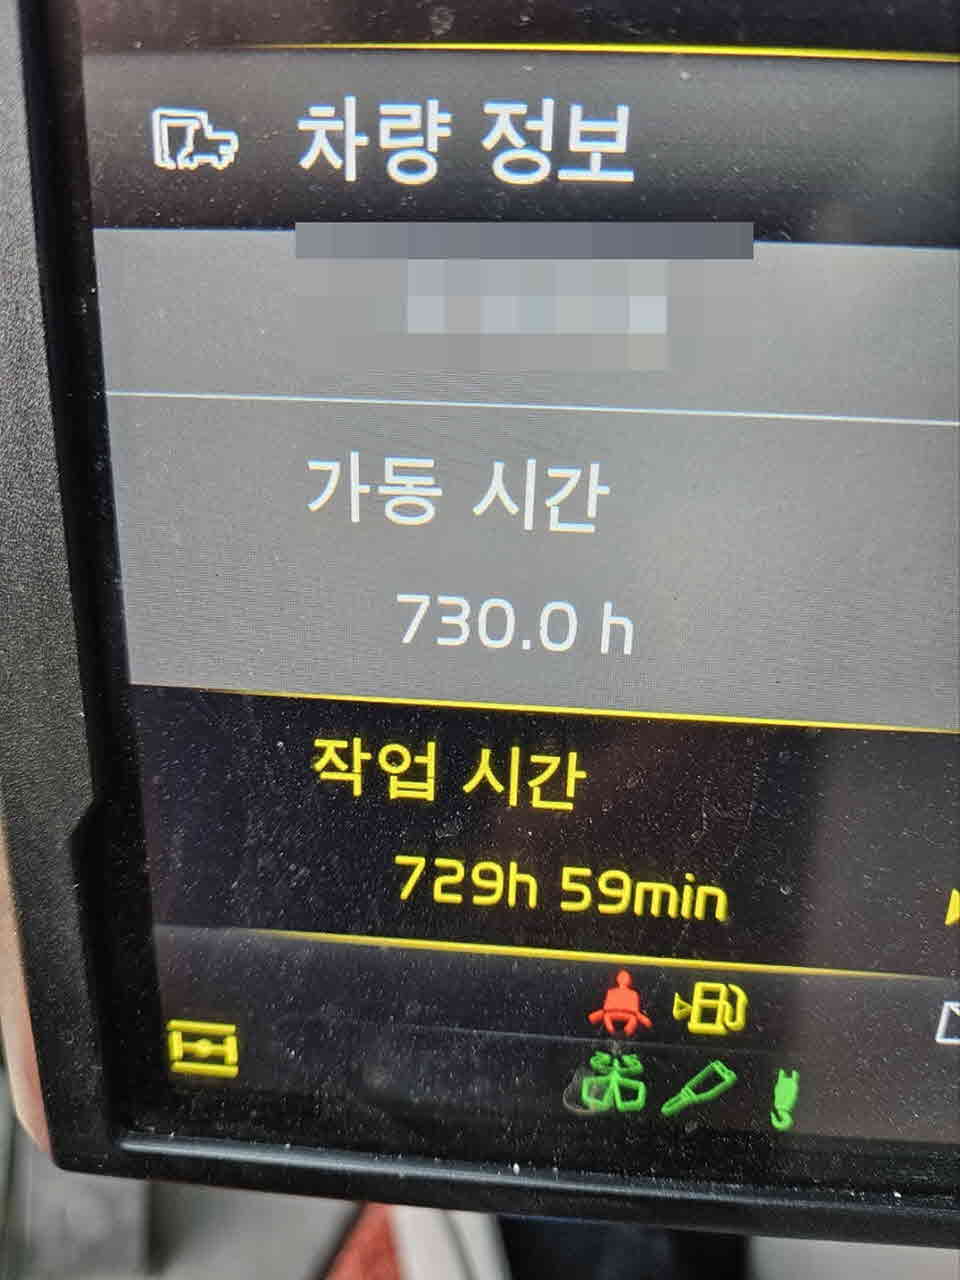 차량 정보
가동 시간
730.0 h
작업 시간
729h 59min